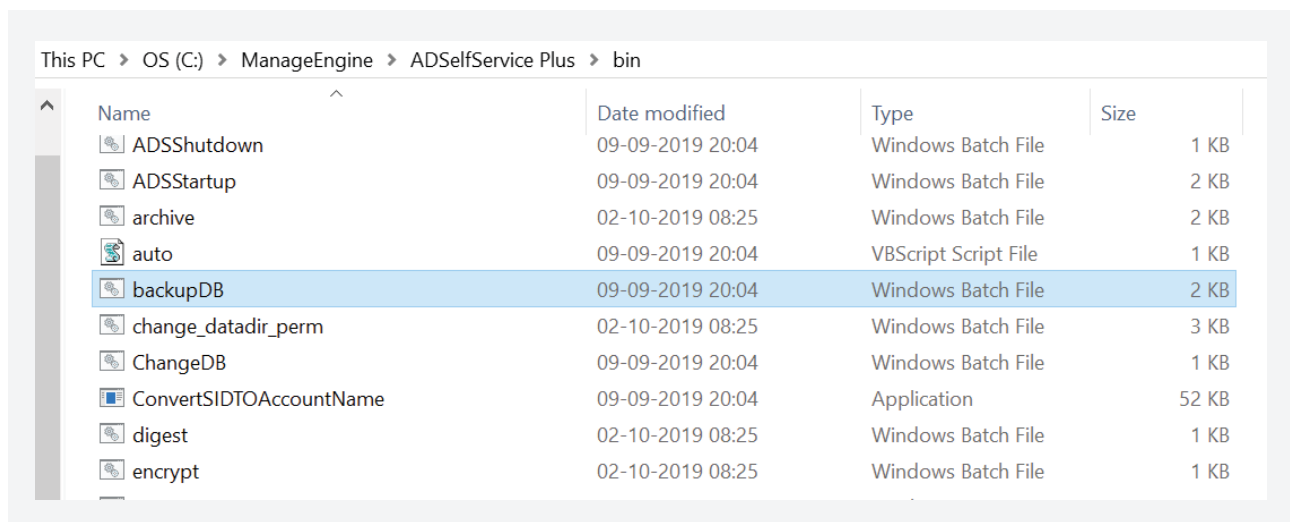 This PC > OS (C:) > ManageEngine > ADSelfService Plus > bin
Name Date modified Type Size
ADSShutdown 09-09-2019 20:04 Windows Batch File 1 KB
ADSStartup 09-09-2019 20:04 Windows Batch File 2 KB
archive 02-10-2019 08:25 Windows Batch File 2 KB
auto 09-09-2019 20:04 VBScript Script File 1 KB
backupDB 09-09-2019 20:04 Windows Batch File 2 KB
change_datadir_perm 02-10-2019 08:25 Windows Batch File 3 KB
ChangeDB 09-09-2019 20:04 Windows Batch File 1 KB
ConvertSIDTOAccountName 09-09-2019 20:04 Application 52 KB
digest 02-10-2019 08:25 Windows Batch File 1 KB
encrypt 02-10-2019 08:25 Windows Batch File 1 KB